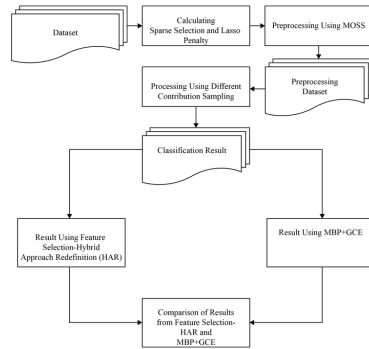 Dataset
Calculating
Sparse Selection and Lasso
Penalty
Preprocessing Using MOSS
Processing Using Different
Contribution Sampling
Preprocessing
Dataset
Classification Result
Result Using Feature
Selection-Hybrid
Approach Redefinition (HAR)
Result Using MBP+GCE
Comparison of Results
from Feature Selection-
HAR and
MBP+GCE